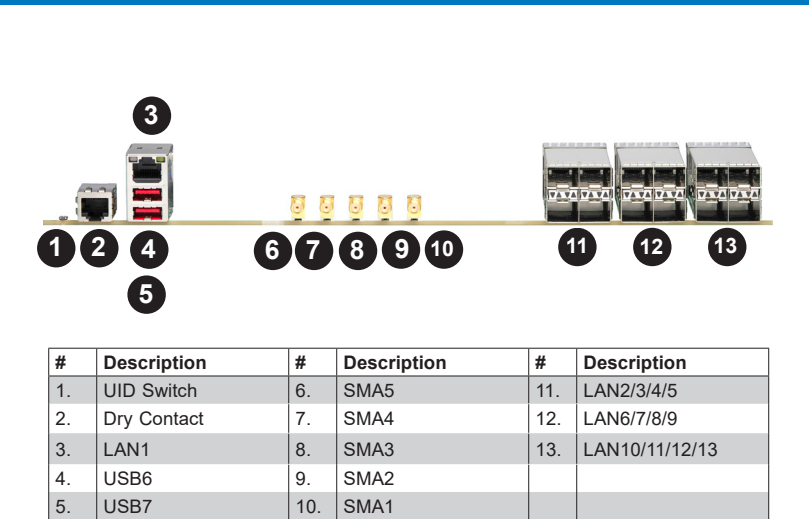 3
1 2 4 6 7 8 9 10 11 12 13
5
# Description # Description # Description
1. UID Switch 6. SMA5 11. LAN2/3/4/5
2. Dry Contact 7. SMA4 12. LAN6/7/8/9
3. LAN1 8. SMA3 13. LAN10/11/12/13
4. USB6 9. SMA2
5. USB7 10. SMA1